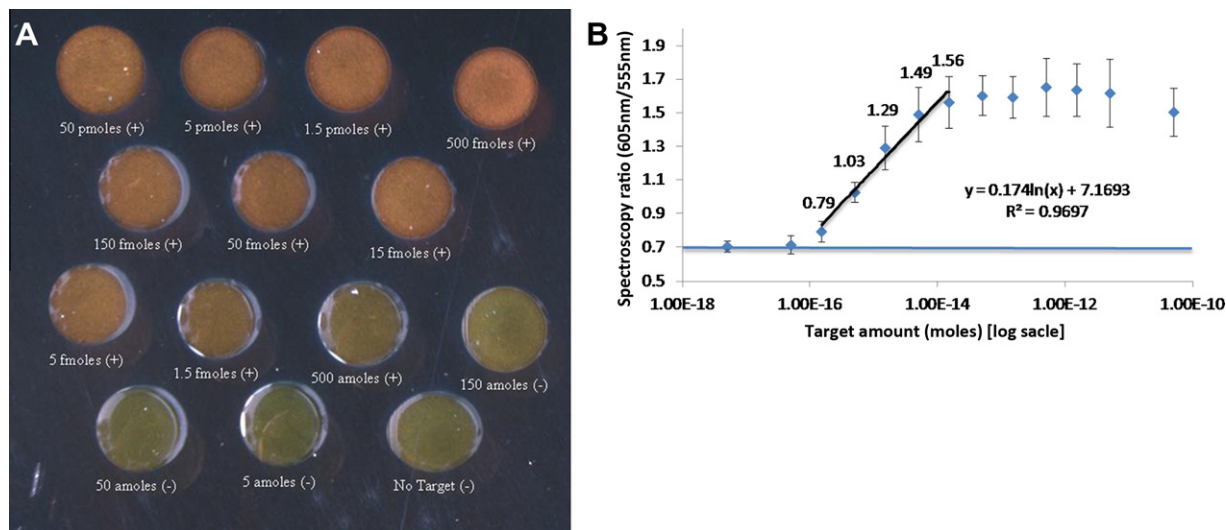 A
50 pmoles (+)
5 pmoles (+)
1.5 pmoles (+)
500 fmoles (+)
150 fmoles (+)
50 fmoles (+)
15 fmoles (+)
5 fmoles (+)
1.5 fmoles (+)
500 amoles (+)
150 amoles (-)
50 amoles (-)
5 amoles (-)
No Target (-)
B
Spectroscopy ratio (605nm/555nm)
1.9
1.7
1.5
1.3
1.1
0.9
0.7
0.5
0.79
1.03
1.29
1.49
1.56
y = 0.174ln(x) + 7.1693
R² = 0.9697
1.00E-18
1.00E-16
1.00E-14
1.00E-12
1.00E-10
Target amount (moles) [log sacle]